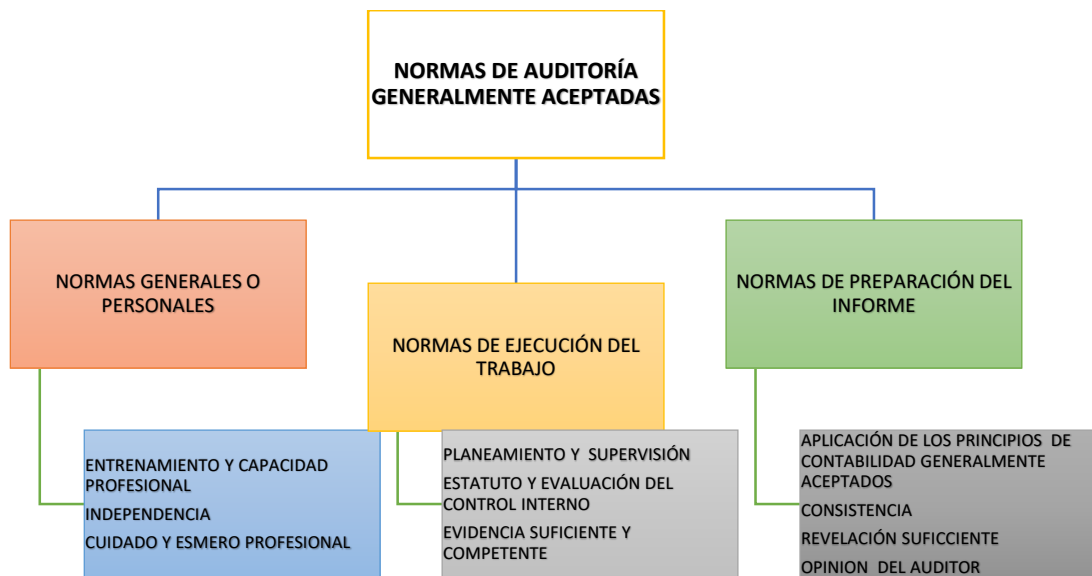 NORMAS DE AUDITORÍA
GENERALMENTE ACEPTADAS
NORMAS GENERALES O
PERSONALES
ENTRENAMIENTO Y CAPACIDAD
PROFESIONAL
INDEPENDENCIA
CUIDADO Y ESMERO PROFESIONAL
NORMAS DE EJECUCIÓN DEL
TRABAJO
PLANEAMIENTO Y SUPERVISIÓN
ESTATUTO Y EVALUACIÓN DEL
CONTROL INTERNO
EVIDENCIA SUFICIENTE Y
COMPETENTE
NORMAS DE PREPARACIÓN DEL
INFORME
APLICACIÓN DE LOS PRINCIPIOS DE
CONTABILIDAD GENERALMENTE
ACEPTADOS
CONSISTENCIA
REVELACIÓN SUFICCIENTE
OPINION DEL AUDITOR